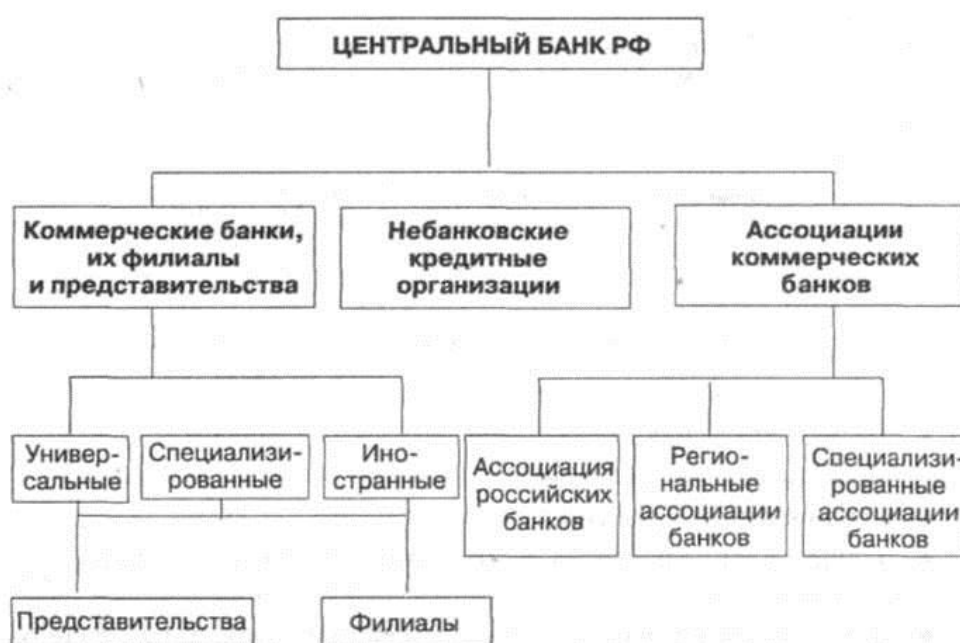 ЦЕНТРАЛЬНЫЙ БАНК РФ
Коммерческие банки,
их филиалы
и представительства
Небанковские
кредитные
организации
Ассоциации
коммерческих
банков
Универ-
сальные
Специализи-
рованные
Ино-
странные
Ассоциация
российских
банков
Регио-
нальные
ассоциации
банков
Специализи-
рованные
ассоциации
банков
Представительства
Филиалы